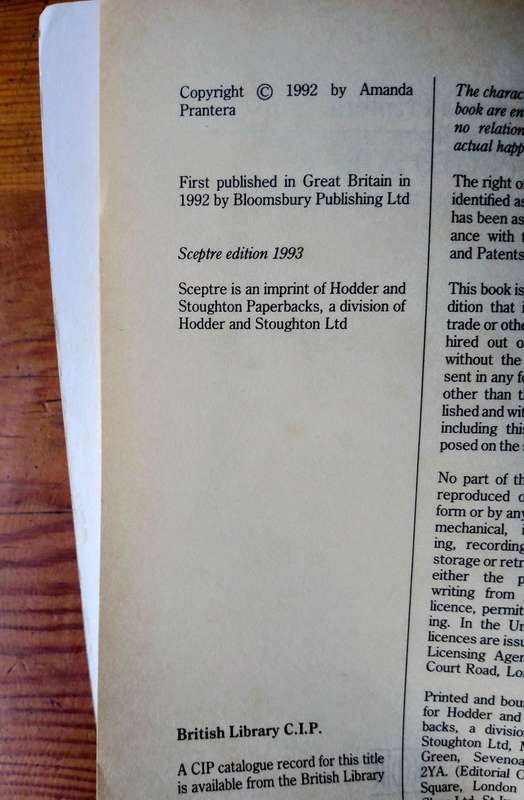 Copyright © 1992 by Amanda
Prantera
First published in Great Britain in
1992 by Bloomsbury Publishing Ltd
Sceptre edition 1993
Sceptre is an imprint of Hodder and
Stoughton Paperbacks, a division of
Hodder and Stoughton Ltd
British Library C.I.P.
A CIP catalogue record for this title
is available from the British Library
The charac
book are en
no relation
actual happ
The right o
identified as
has been as
ance with t
and Patents
This book is
dition that i
trade or othe
hired out o
without the
sent in any fo
other than t
lished and wit
including this
posed on the s
No part of th
reproduced o
form or by any
mechanical, i
ing, recording
storage or retr
either the p
writing from
licence, permit
ing. In the Un
licences are issu
Licensing Agen
Court Road, Lo
Printed and bou
for Hodder and
backs, a divisio
Stoughton Ltd, M
Green, Sevenoa
2YA. (Editorial O
Square, London